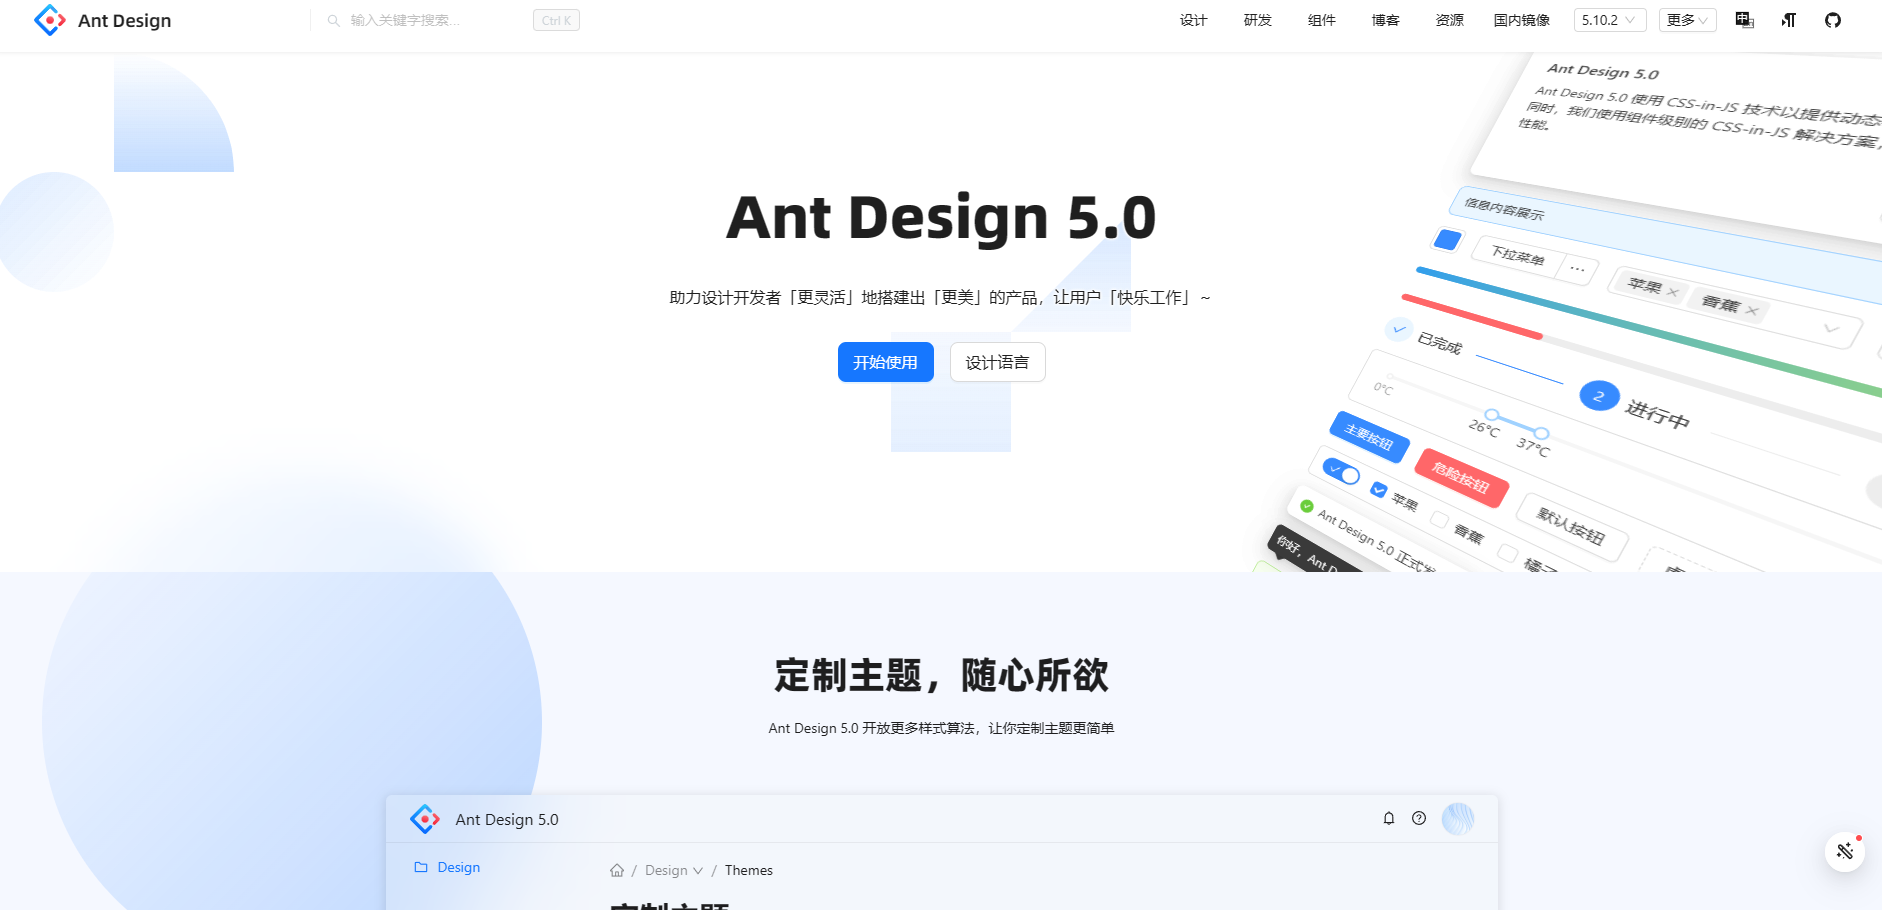 Ant Design
输入关键字搜索...
Ctrl K
设计
研发
组件
博客
资源
国内镜像
5.10.2
更多
中
Ant Design 5.0
Ant Design 5.0 使用 CSS-in-JS 技术以提供动态
同时，我们使用组件级别的 CSS-in-JS 解决方案，
性能。
信息内容展示
下拉菜单
苹果
香蕉
已完成
2
进行中
0°C
26°C
37°C
主要按钮
危险按钮
默认按钮
苹果
香蕉
橘子
Ant Design 5.0 正式发
你好，Ant D
Ant Design 5.0
助力设计开发者「更灵活」地搭建出「更美」的产品，让用户「快乐工作」~
开始使用
设计语言
定制主题，随心所欲
Ant Design 5.0 开放更多样式算法，让你定制主题更简单
Ant Design 5.0
Design
/ Design / Themes
定制主题